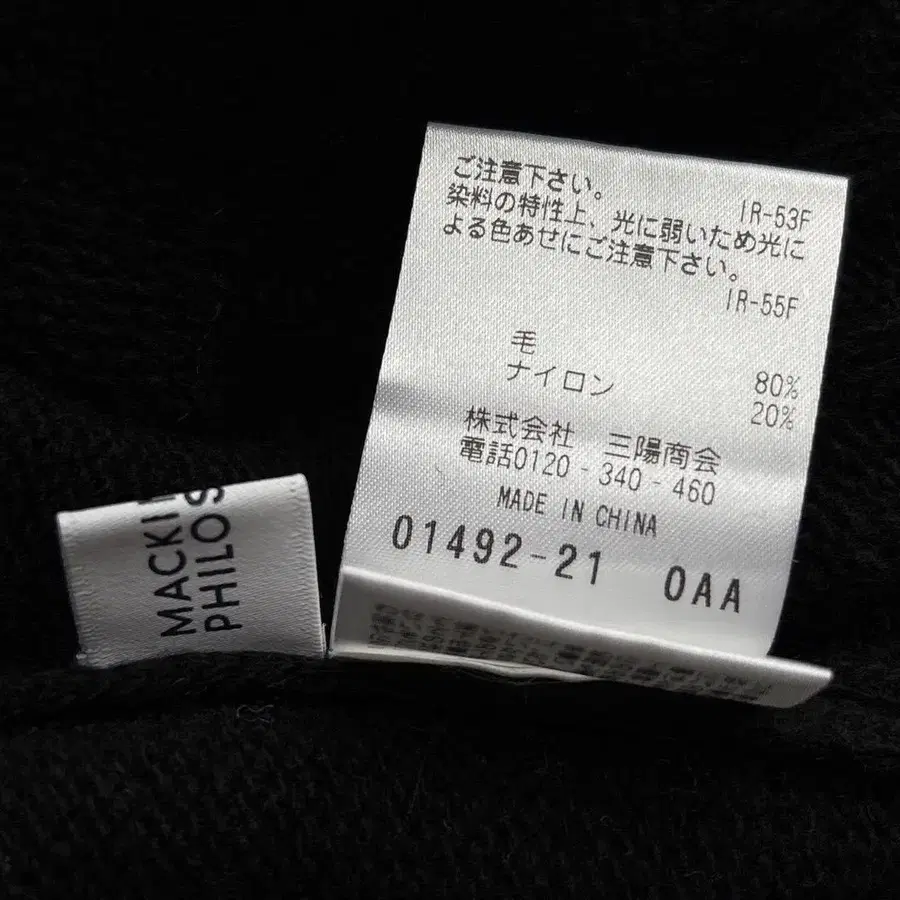 ご注意下さい。
IR-53F
染料の特性上、光に弱いため光に
よる色あせにご注意下さい。
IR-55F
毛 80%
ナイロン 20%
株式会社 三陽商会
電話0120-340-460
MADE IN CHINA
01492-21 0AA
MACKI
PHILOS